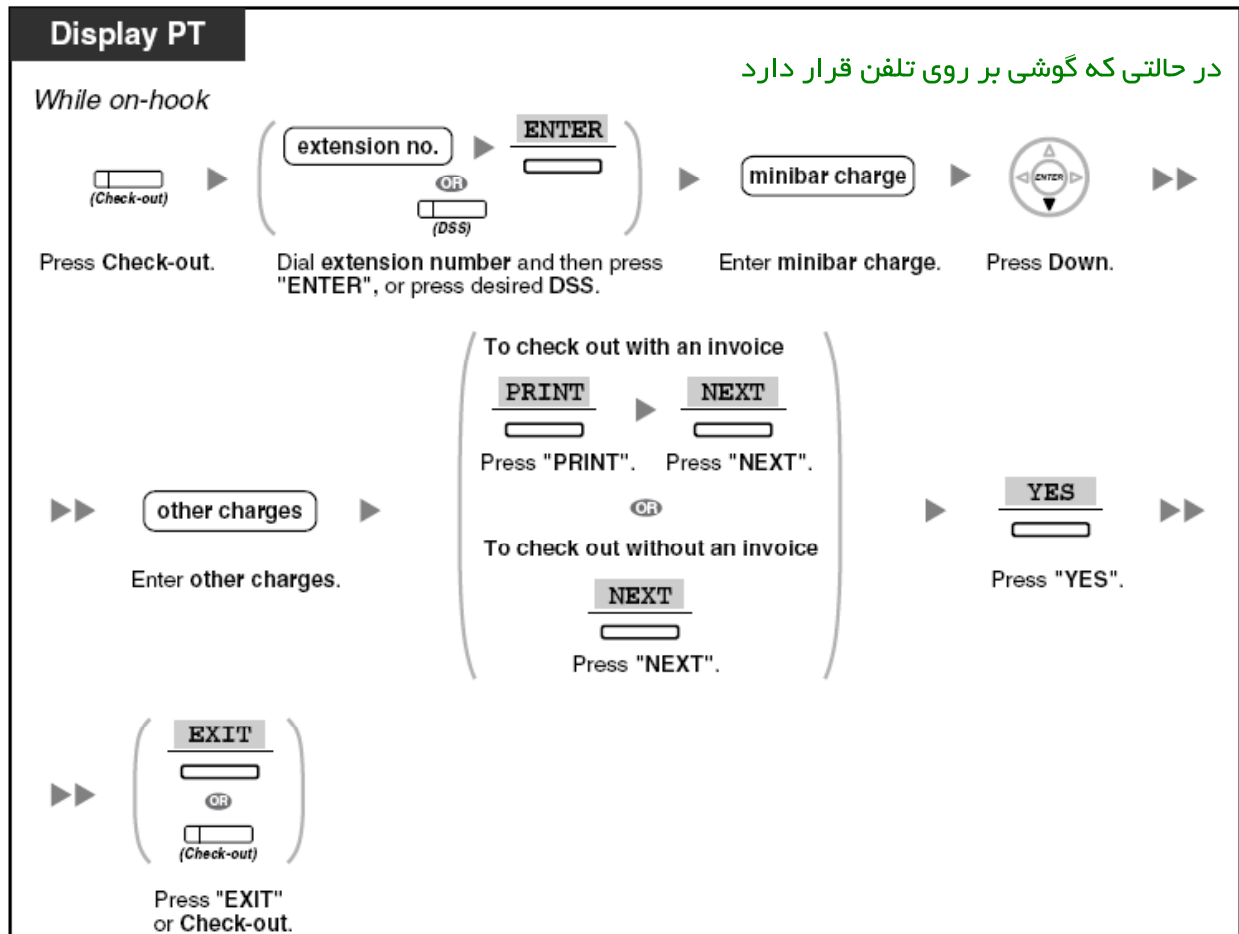 Display PT
در حالتی که گوشی بر روی تلفن قرار دارد
While on-hook
(Check-out)
extension no.
ENTER
OR
(DSS)
minibar charge
ENTER
Press Check-out.
Dial extension number and then press
"ENTER", or press desired DSS.
Enter minibar charge.
Press Down.
other charges
Enter other charges.
To check out with an invoice
PRINT
NEXT
Press "PRINT".
Press "NEXT".
OR
To check out without an invoice
NEXT
Press "NEXT".
YES
Press "YES".
EXIT
OR
(Check-out)
Press "EXIT"
or Check-out.